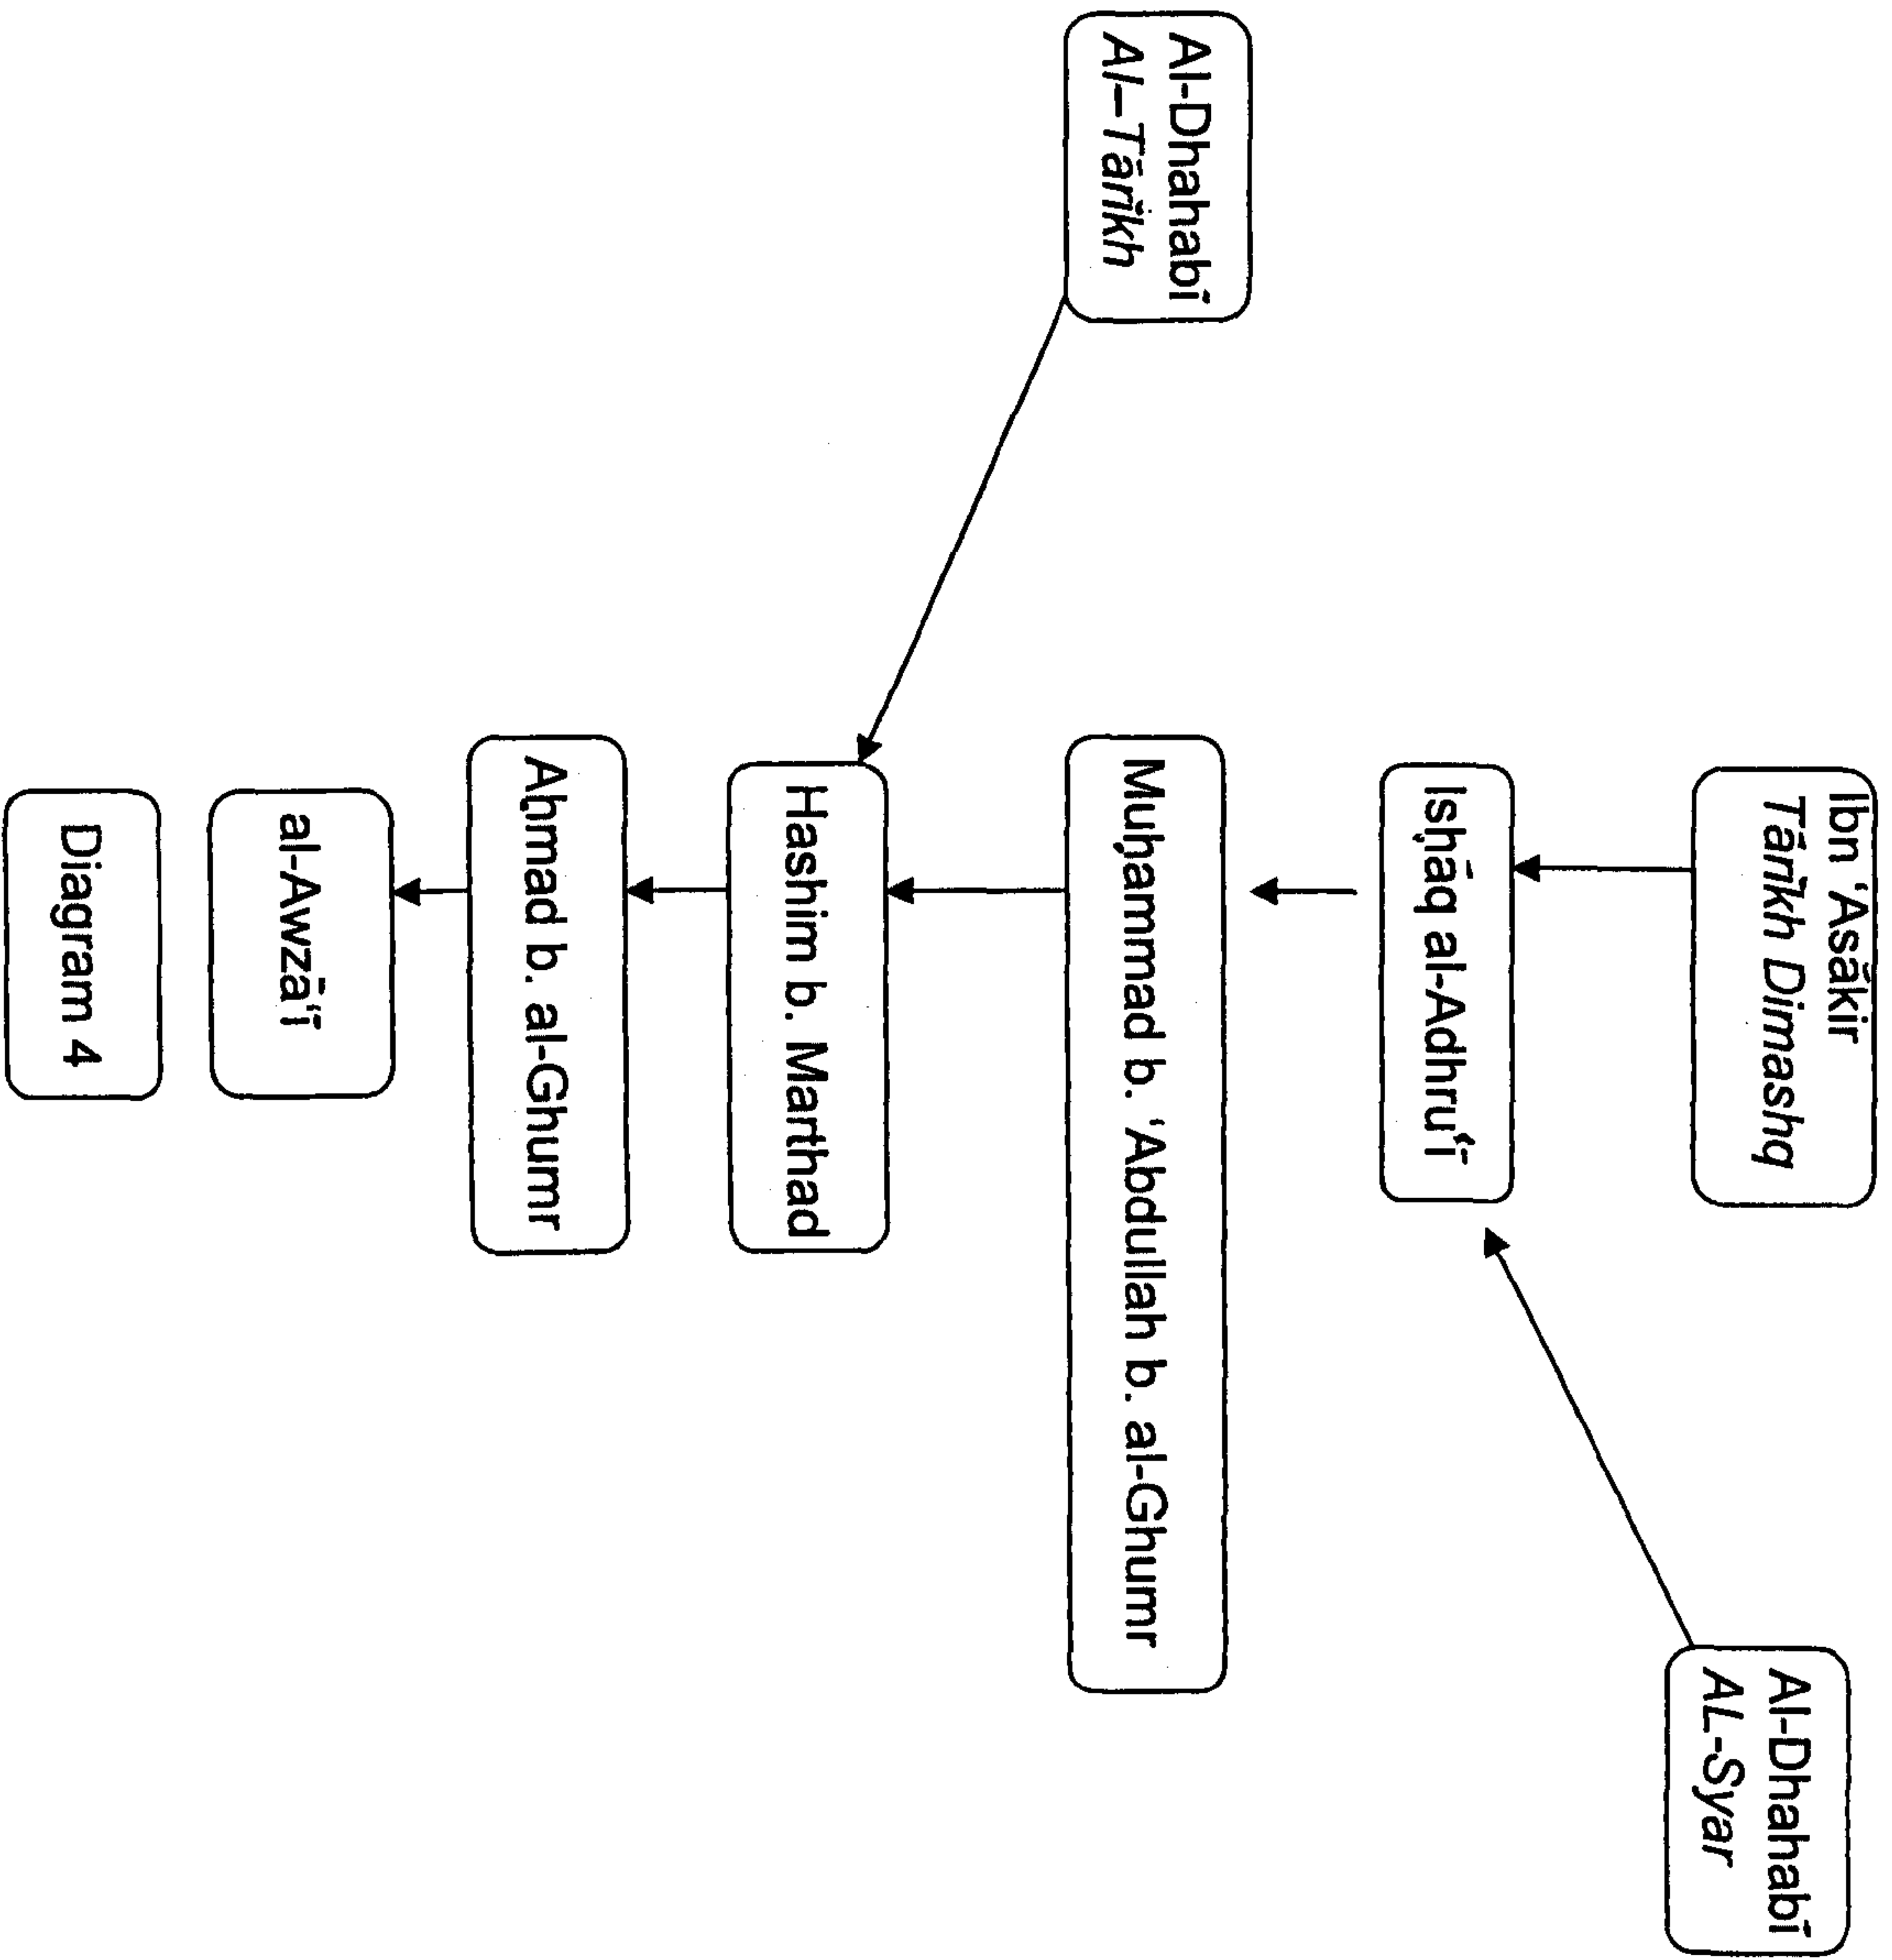 Ibn 'Asākir
Tārīkh Dimashq
Al-Dhahabī
AL-Syar
Isḥāq al-Adhru'ī
Al-Dhahabī
Al–Tārīkh
Muḥammad b. 'Abdullah b. al-Ghumr
Hashim b. Marthad
Aḥmad b. al-Ghumr
al-Awzā'ī
Diagram 4